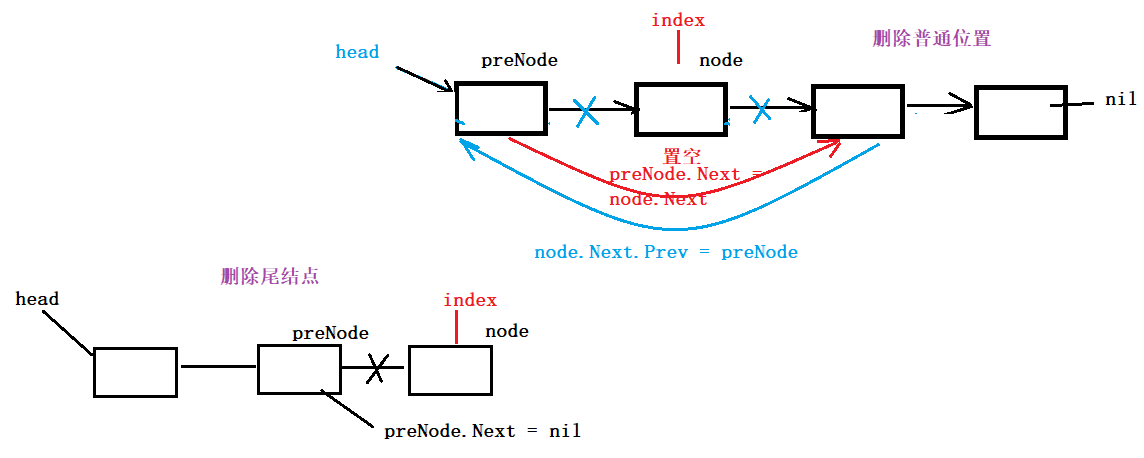 index
删除普通位置
head
preNode
node
nil
置空
preNode.Next =
node.Next
node.Next.Prev = preNode
删除尾结点
head
index
preNode
node
preNode.Next = nil